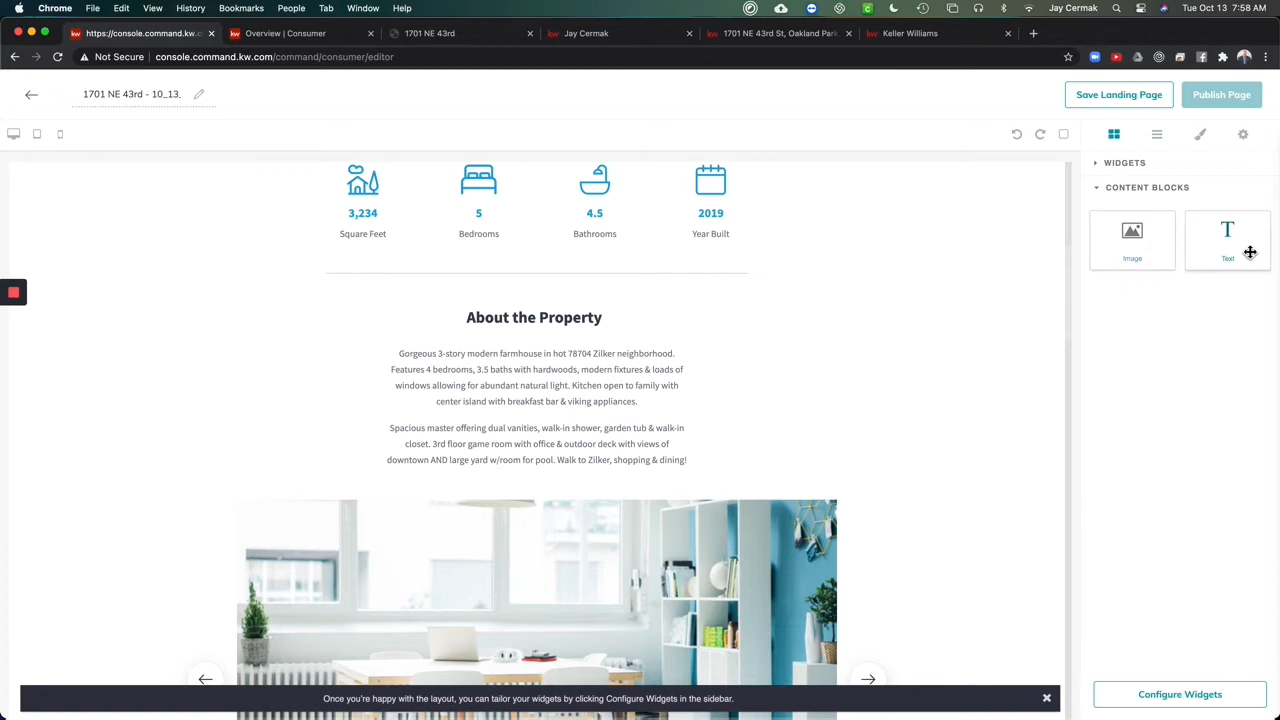 Chrome File Edit View History Bookmarks People Tab Window Help Jay Cermak Fri Oct 15 11:54 AM
https://console.command.kw.c Overview | Consumer 1701 NE 43rd Jay Cermak 1701 NE 43rd St, Oakland Park Keller Williams
Not Secure console.command.kw.com/command/consumer/editor
1701 NE 43rd - 10_13.
Save Landing Page
Publish Page
WIDGETS
CONTENT BLOCKS
Image
T
Text
3,234
5
4.5
2019
Square Feet
Bedrooms
Bathrooms
Year Built
About the Property
Gorgeous 3-story modern farmhouse in hot 78704 Zilker neighborhood.
Features 4 bedrooms, 3.5 baths with hardwoods, modern fixtures & loads of
windows allowing for abundant natural light. Kitchen open to family with
center island with breakfast bar & viking appliances.
Spacious master offering dual vanities, walk-in shower, garden tub & walk-in
closet. 3rd floor game room with office & outdoor deck with views of
downtown AND large yard w/room for pool. Walk to Zilker, shopping & dining!
Once you're happy with the layout, you can tailor your widgets by clicking Configure Widgets in the sidebar.
Configure Widgets